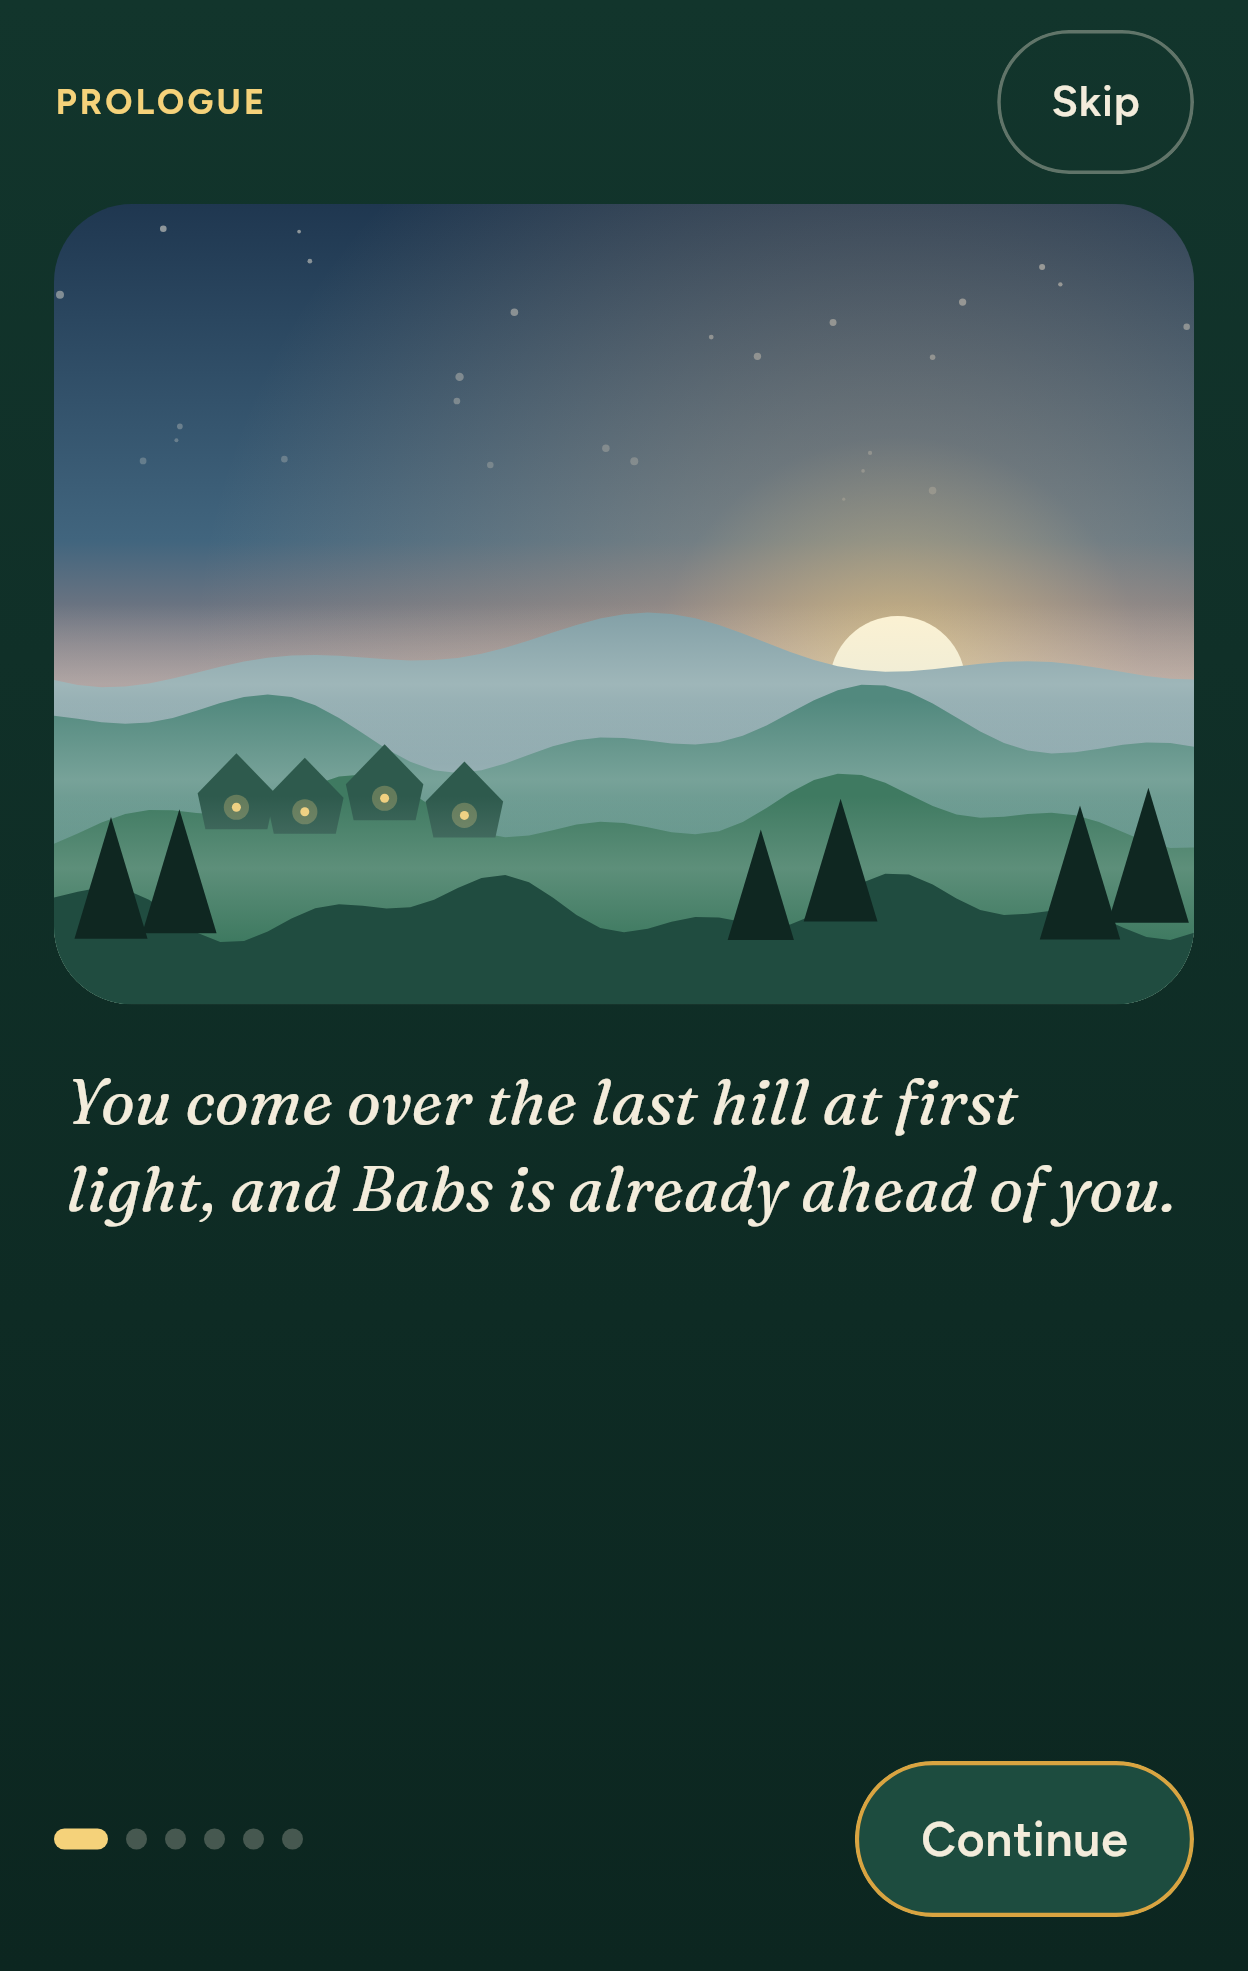 PROLOGUE
Skip
You come over the last hill at first
light, and Babs is already ahead of you.
Continue